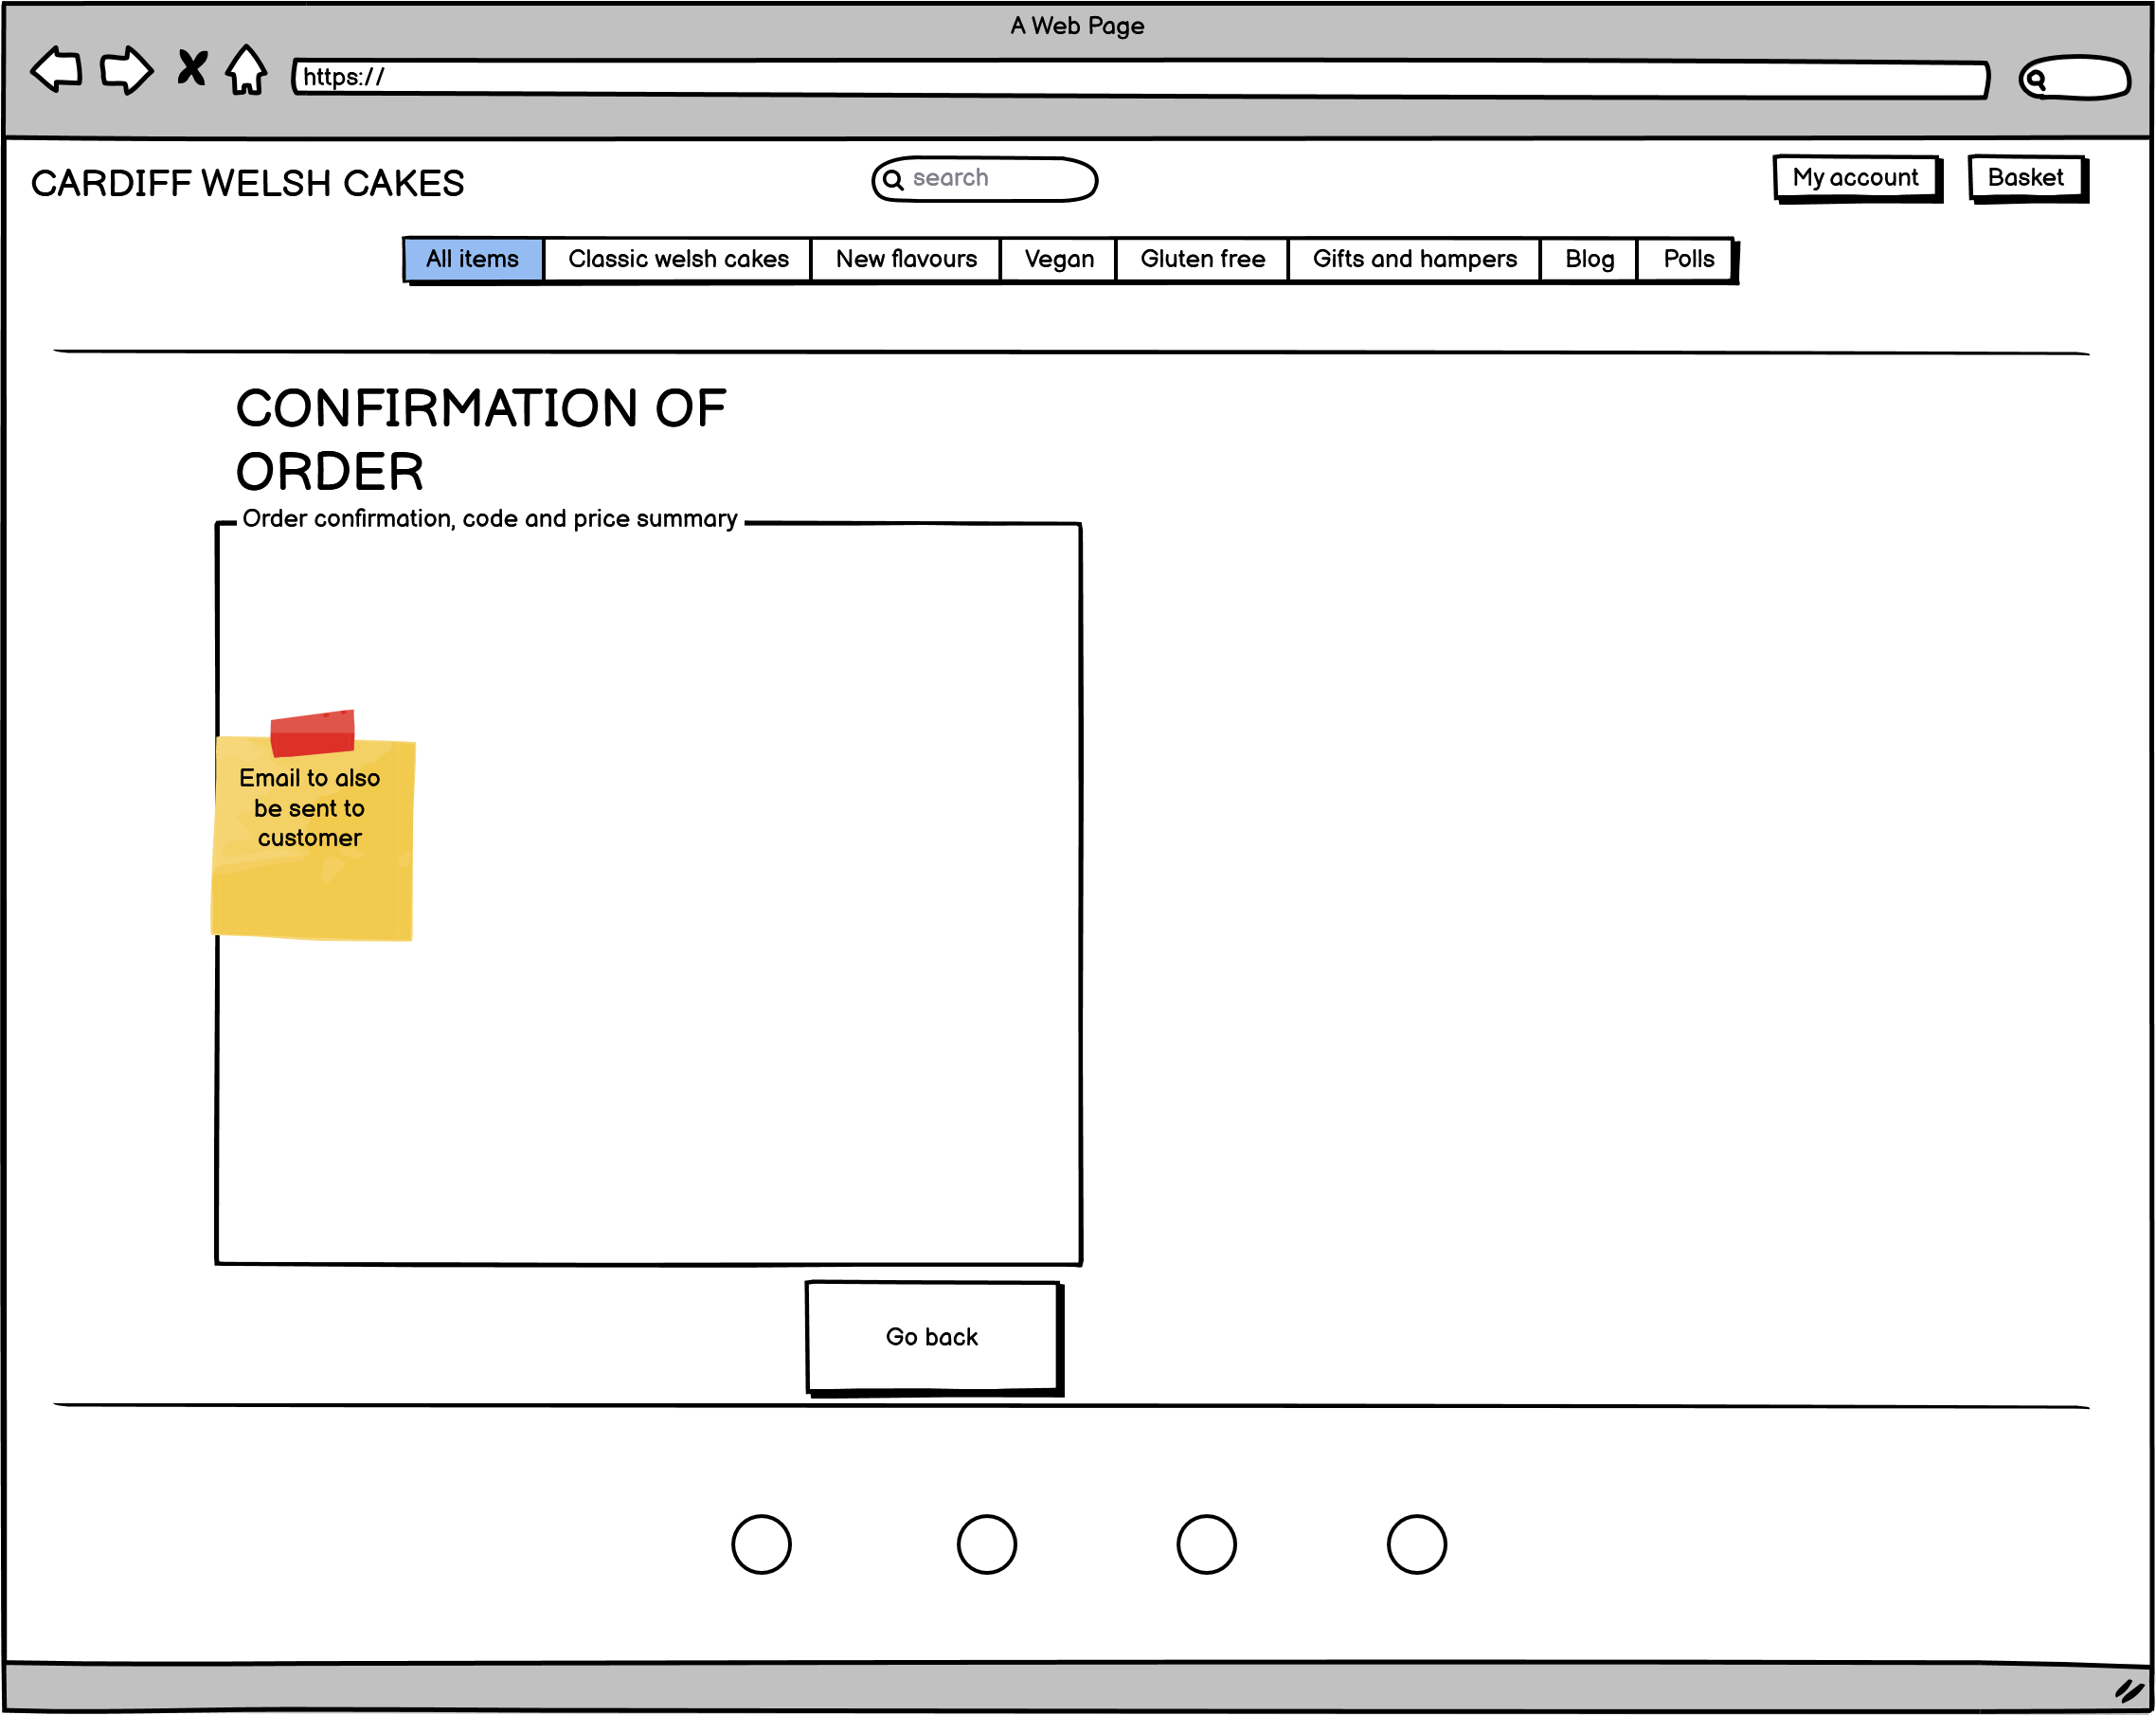 A Web Page
https://
CARDIFF WELSH CAKES
search
My account
Basket
All items
Classic welsh cakes
New flavours
Vegan
Gluten free
Gifts and hampers
Blog
Polls
CONFIRMATION OF
ORDER
Order confirmation, code and price summary
Email to also
be sent to
customer
Go back